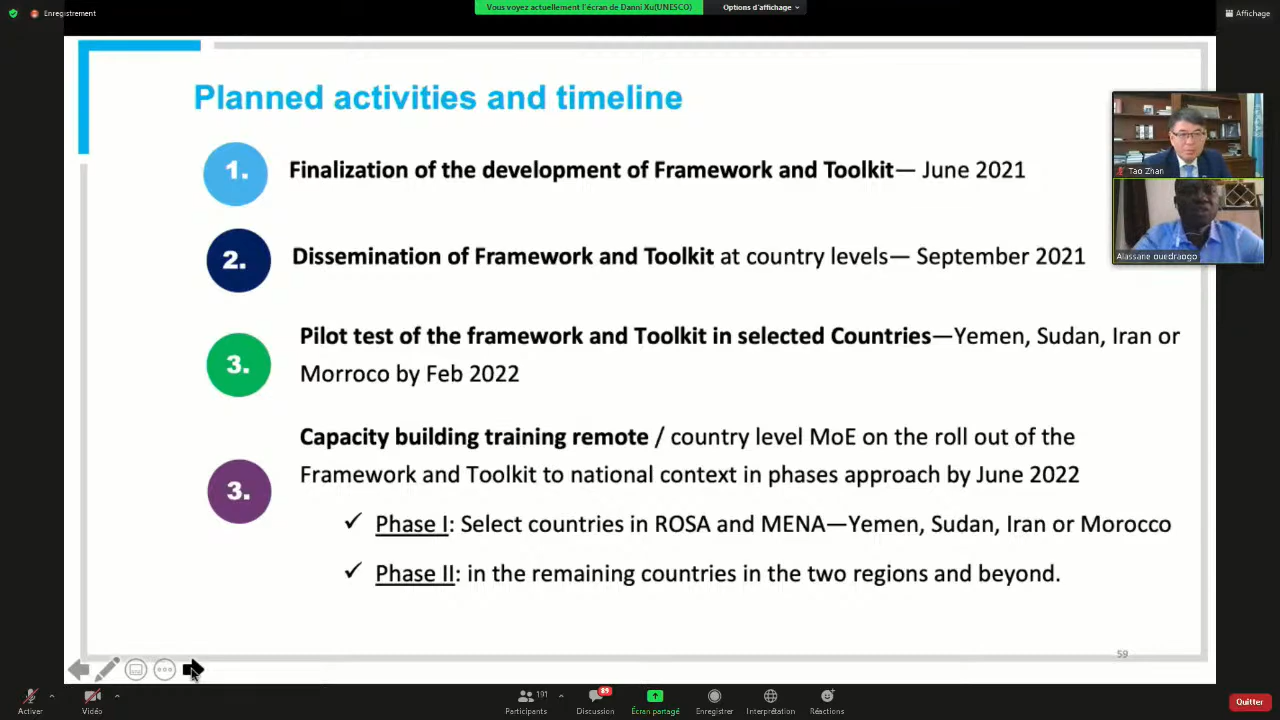 Enregistrement
Vous voyez actuellement l'écran de Danni Xu(UNESCO)
Options d'affichage
Affichage
Planned activities and timeline
1.
Finalization of the development of Framework and Toolkit— June 2021
2.
Dissemination of Framework and Toolkit at country levels— September 2021
3.
Pilot test of the framework and Toolkit in selected Countries—Yemen, Sudan, Iran or
Morroco by Feb 2022
3.
Capacity building training remote / country level MoE on the roll out of the
Framework and Toolkit to national context in phases approach by June 2022
✓ Phase I: Select countries in ROSA and MENA—Yemen, Sudan, Iran or Morocco
✓ Phase II: in the remaining countries in the two regions and beyond.
59
Tao Zhan
Alassane ouedraogo
Activer
Vidéo
191
Participants
89
Discussion
Écran partagé
Enregistrer
Interprétation
Réactions
Quitter